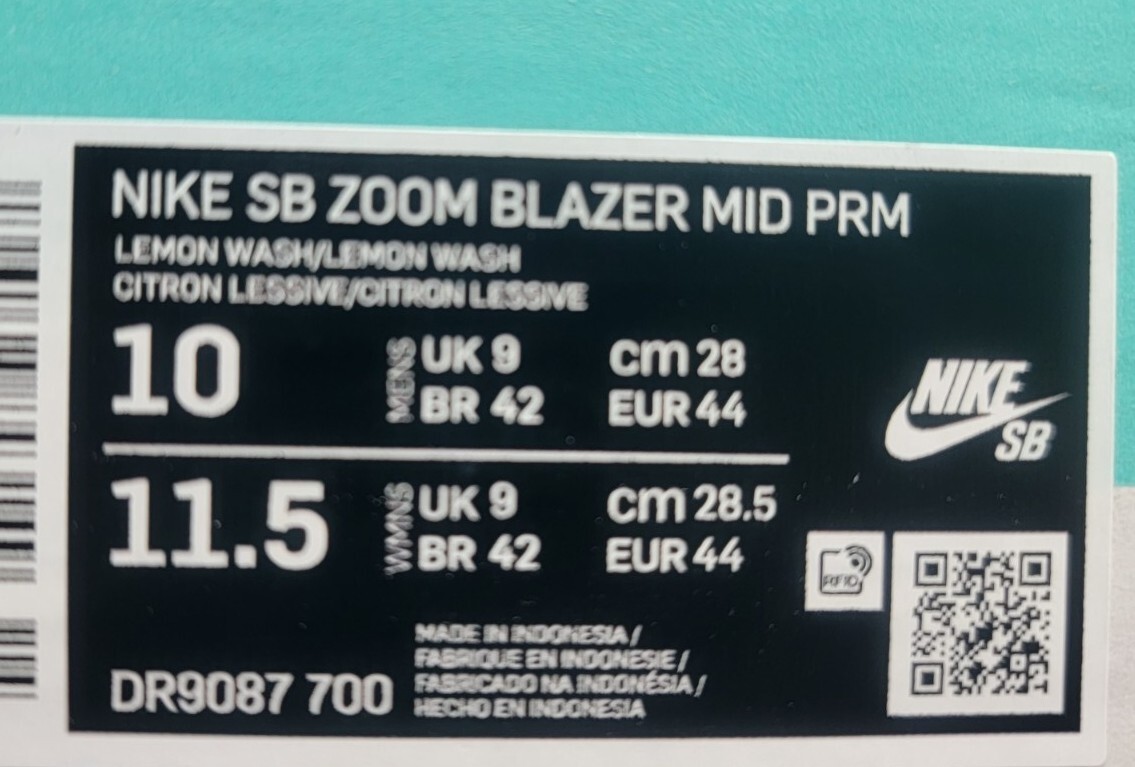 NIKE SB ZOOM BLAZER MID PRM
LEMON WASH/LEMON WASH
CITRON LESSIVE/CITRON LESSIVE
10 MENS UK 9 cm 28
BR 42 EUR 44
NIKE
SB
11.5 WMNS UK 9 cm 28.5
BR 42 EUR 44
RFID
MADE IN INDONESIA /
FABRIQUE EN INDONESIE /
FABRICADO NA INDONÉSIA /
HECHO EN INDONESIA
DR9087 700